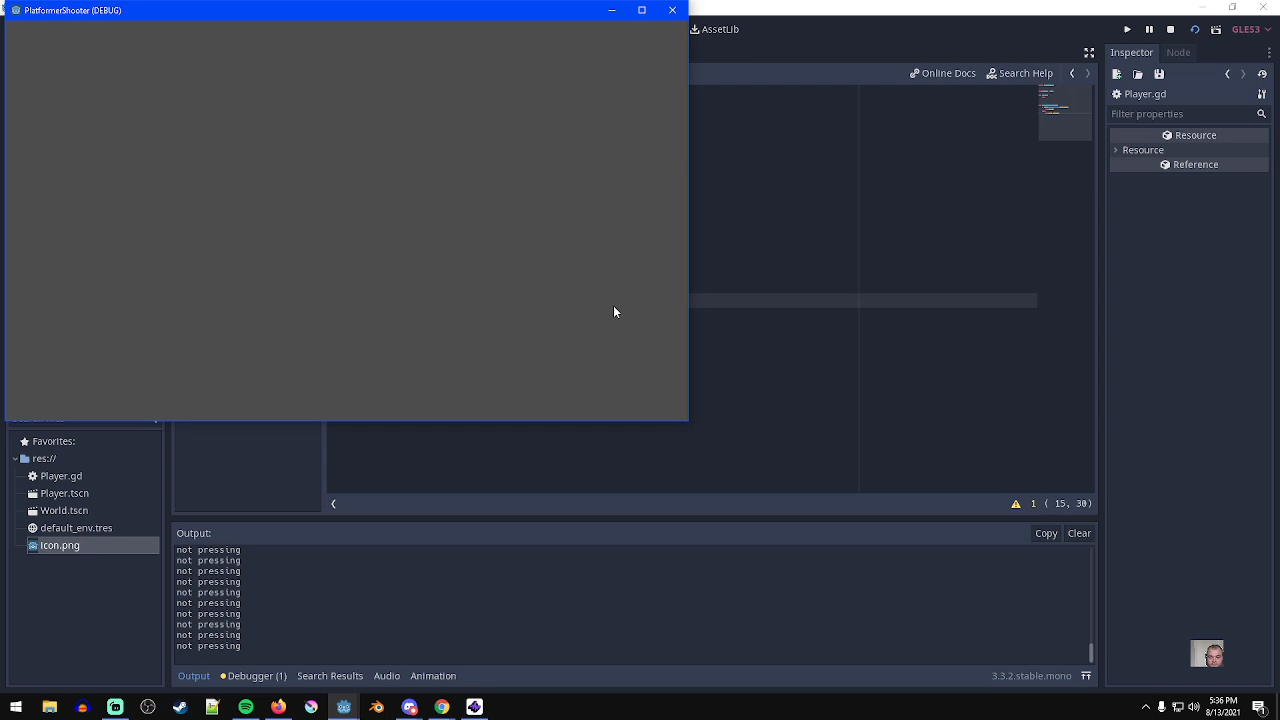 PlatformerShooter (DEBUG)
AssetLib
GLES3
Inspector
Node
Online Docs
Search Help
Player.gd
Filter properties
Resource
Resource
Reference
Favorites:
res://
Player.gd
Player.tscn
World.tscn
default_env.tres
Icon.png
1 ( 15, 30)
Output:
Copy
Clear
not pressing
not pressing
not pressing
not pressing
not pressing
not pressing
not pressing
not pressing
not pressing
not pressing
Output
Debugger (1)
Search Results
Audio
Animation
3.3.2.stable.mono
5:36 PM
8/13/2021